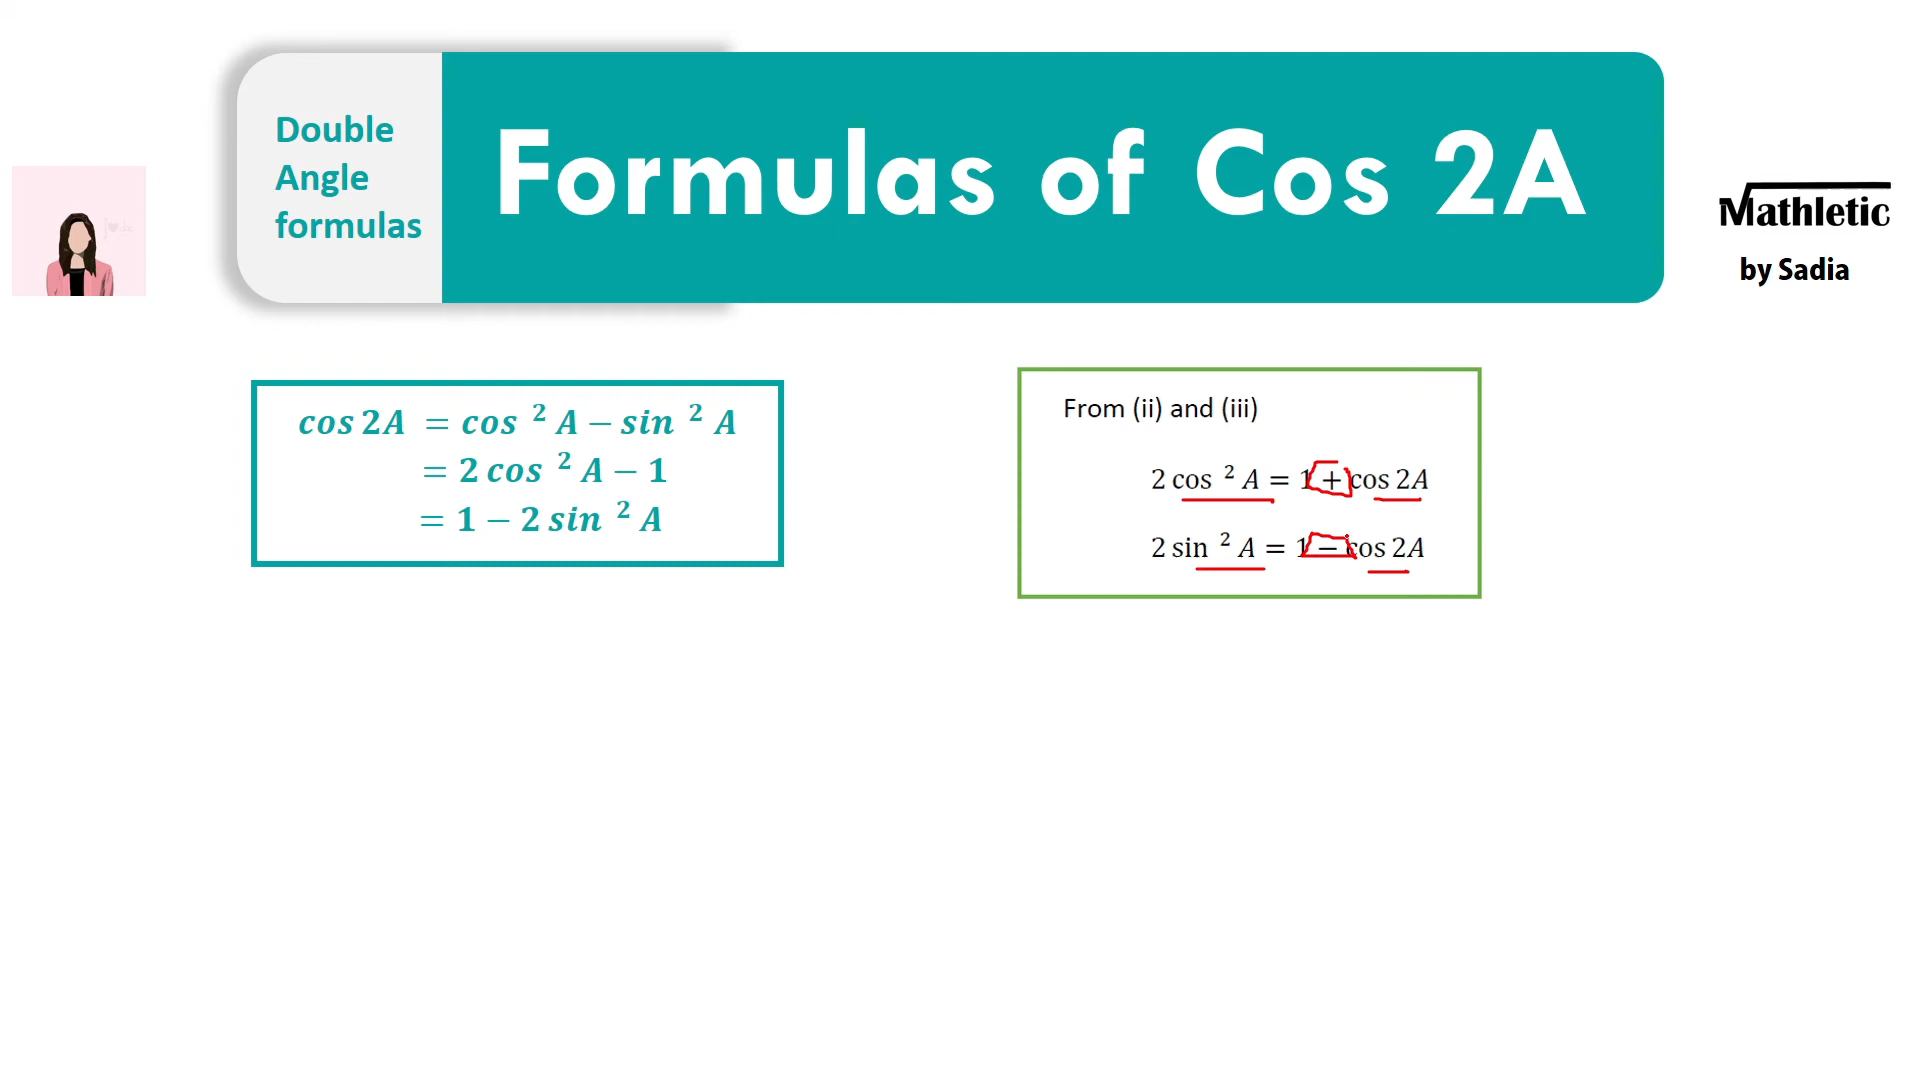 Double
Angle
formulas
Formulas of Cos 2A
Mathletic
by Sadia
cos 2A = cos ² A − sin ² A
= 2 cos ² A − 1
= 1 − 2 sin ² A
From (ii) and (iii)
2 cos ² A = 1 + cos 2A
2 sin ² A = 1 − cos 2A